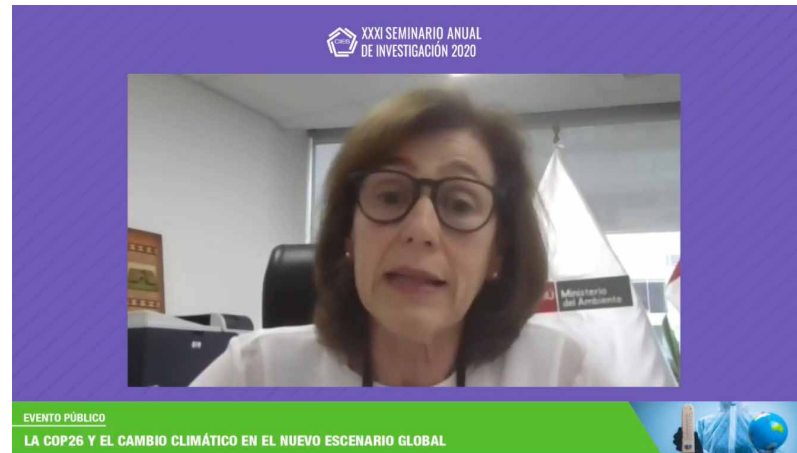 CIES
XXXI SEMINARIO ANUAL
DE INVESTIGACIÓN 2020
Ministerio
del Ambiente
EVENTO PÚBLICO
LA COP26 Y EL CAMBIO CLIMÁTICO EN EL NUEVO ESCENARIO GLOBAL